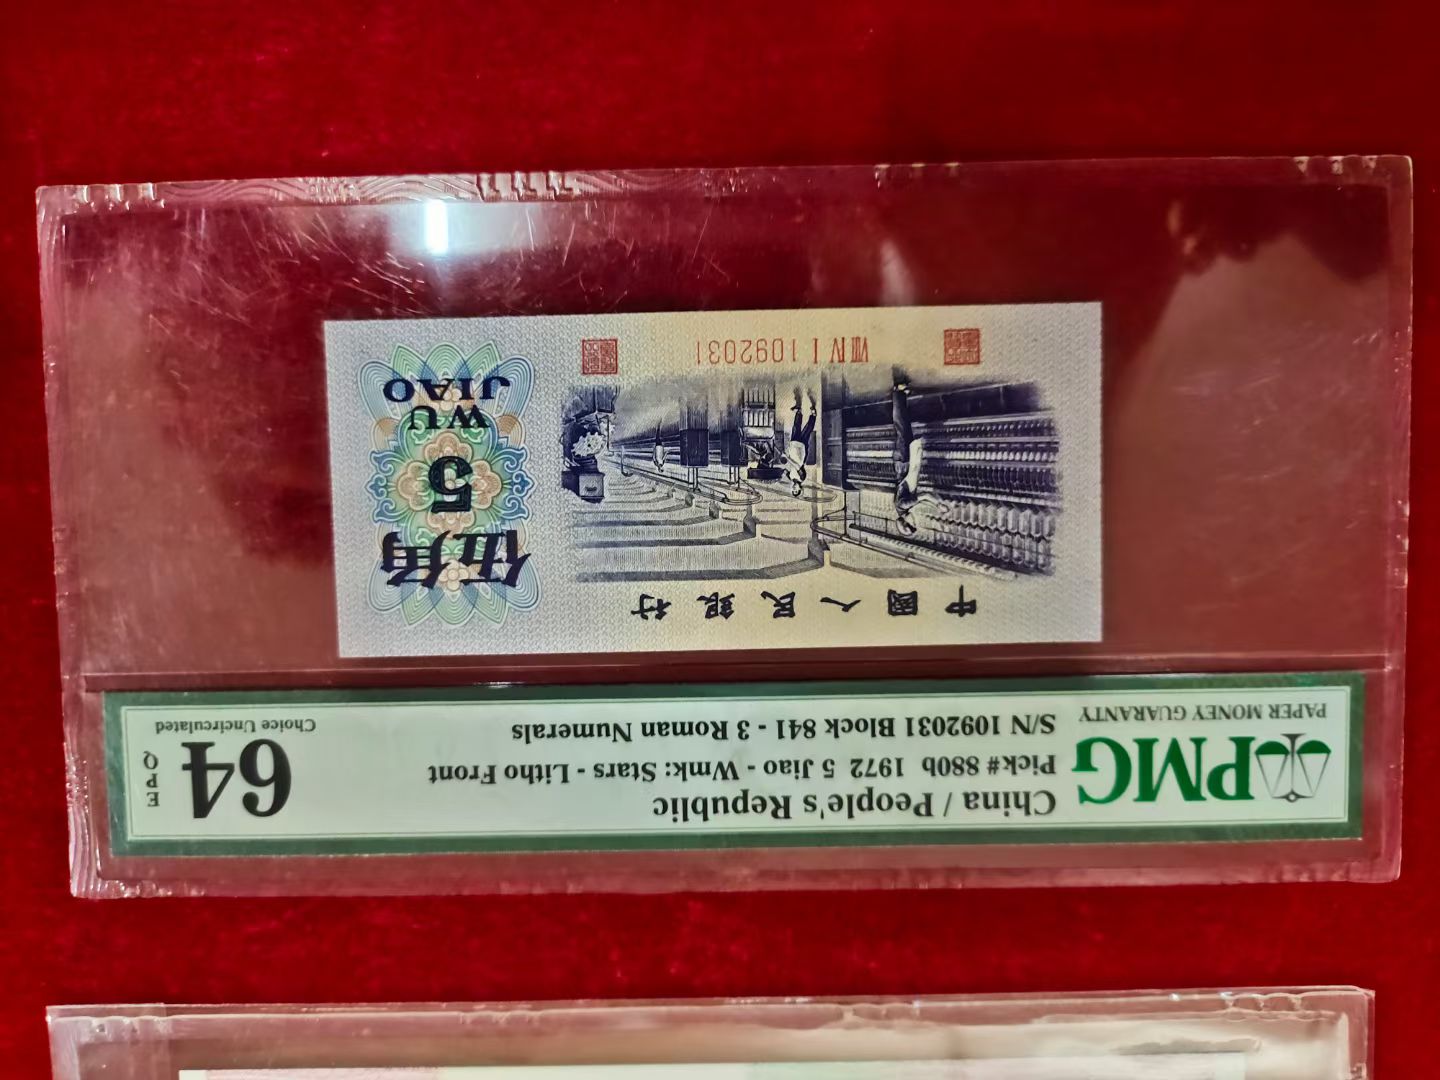 PMG
PAPER MONEY GUARANTY
China / People's Republic
Pick# 880b 1972 5 Jiao - Wmk: Stars - Litho Front
S/N 1092031 Block 841 - 3 Roman Numerals
64
EPQ
Choice Uncirculated
中國人民銀行
伍角
5
WU
JIAO
VIII IV I 1092031